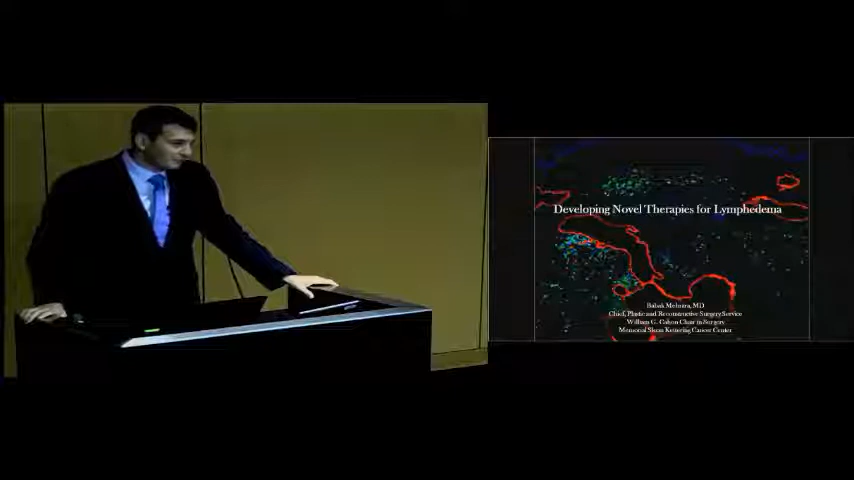 Developing Novel Therapies for Lymphedema
Babak Mehrara, MD
Chief, Plastic and Reconstructive Surgery Service
William G. Cahan Chair in Surgery
Memorial Sloan Kettering Cancer Center